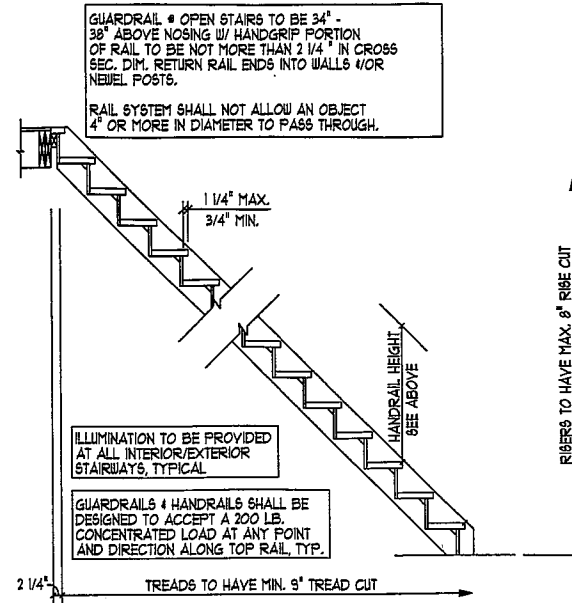 GUARDRAIL @ OPEN STAIRS TO BE 34" -
38" ABOVE NOSING W/ HANDGRIP PORTION
OF RAIL TO BE NOT MORE THAN 2 1/4 " IN CROSS
SEC. DIM. RETURN RAIL ENDS INTO WALLS &/OR
NEWEL POSTS.
RAIL SYSTEM SHALL NOT ALLOW AN OBJECT
4" OR MORE IN DIAMETER TO PASS THROUGH.
1 1/4" MAX.
3/4" MIN.
HANDRAIL HEIGHT
SEE ABOVE
RISERS TO HAVE MAX. 8" RISE CUT
ILLUMINATION TO BE PROVIDED
AT ALL INTERIOR/EXTERIOR
STAIRWAYS, TYPICAL
GUARDRAILS & HANDRAILS SHALL BE
DESIGNED TO ACCEPT A 200 LB.
CONCENTRATED LOAD AT ANY POINT
AND DIRECTION ALONG TOP RAIL, TYP.
2 1/4"
TREADS TO HAVE MIN. 9" TREAD CUT